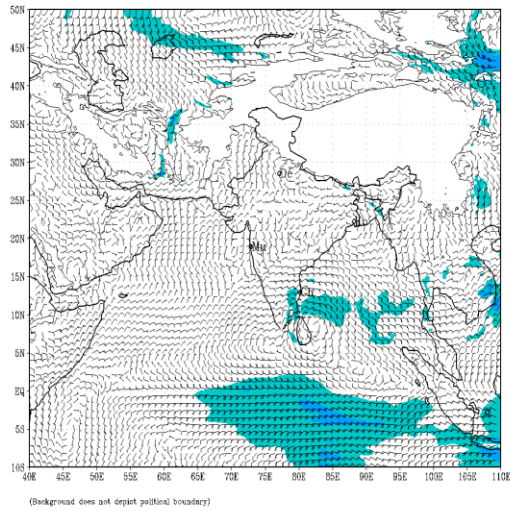 50N
45N
40N
35N
30N
De
25N
20N
Mu
15N
10N
5N
EQ
5S
10S
40E 45E 50E 55E 60E 65E 70E 75E 80E 85E 90E 95E 100E 105E 110E
(Background does not depict political boundary)